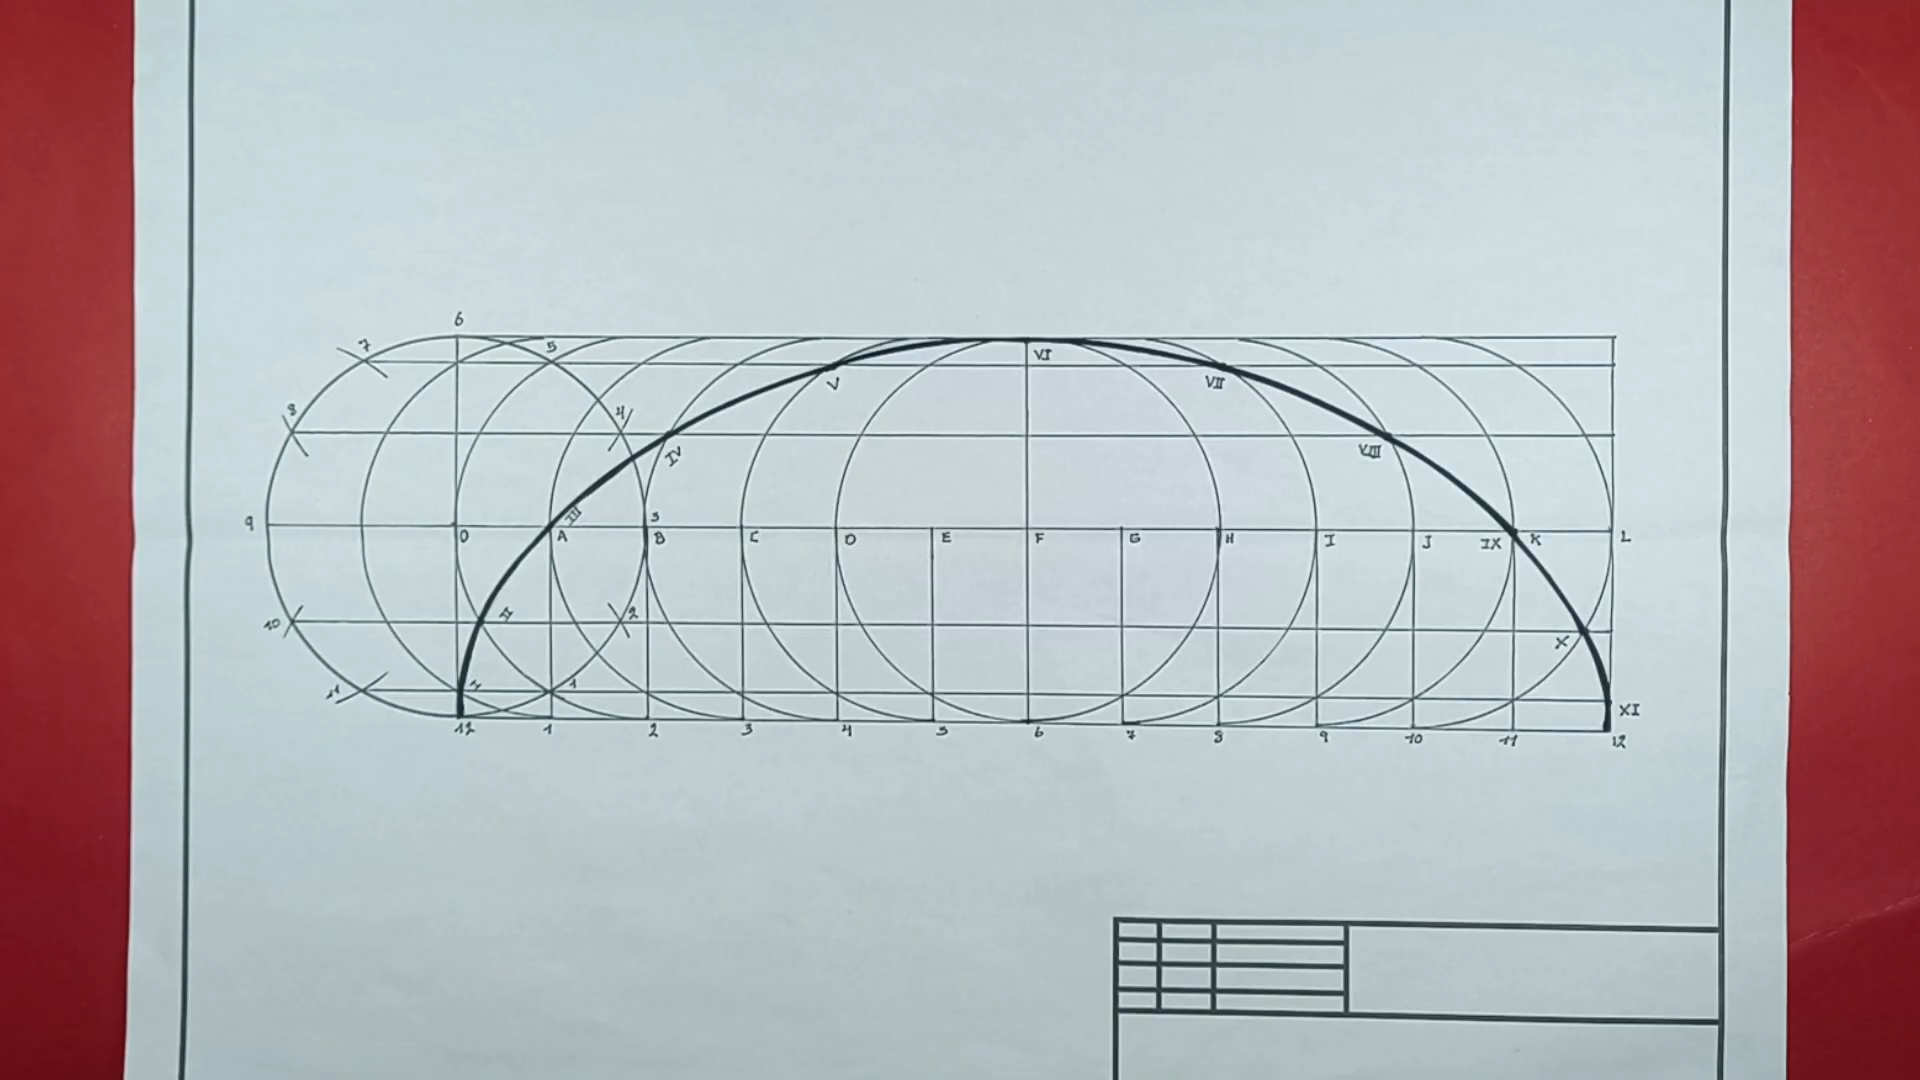 6
7 5
VI
V VII
8 4
IV VIII
III 3
9 O A B C D E F G H I J IX K L
10 II 2 X
11 I 1 XI
12 1 2 3 4 5 6 7 8 9 10 11 12